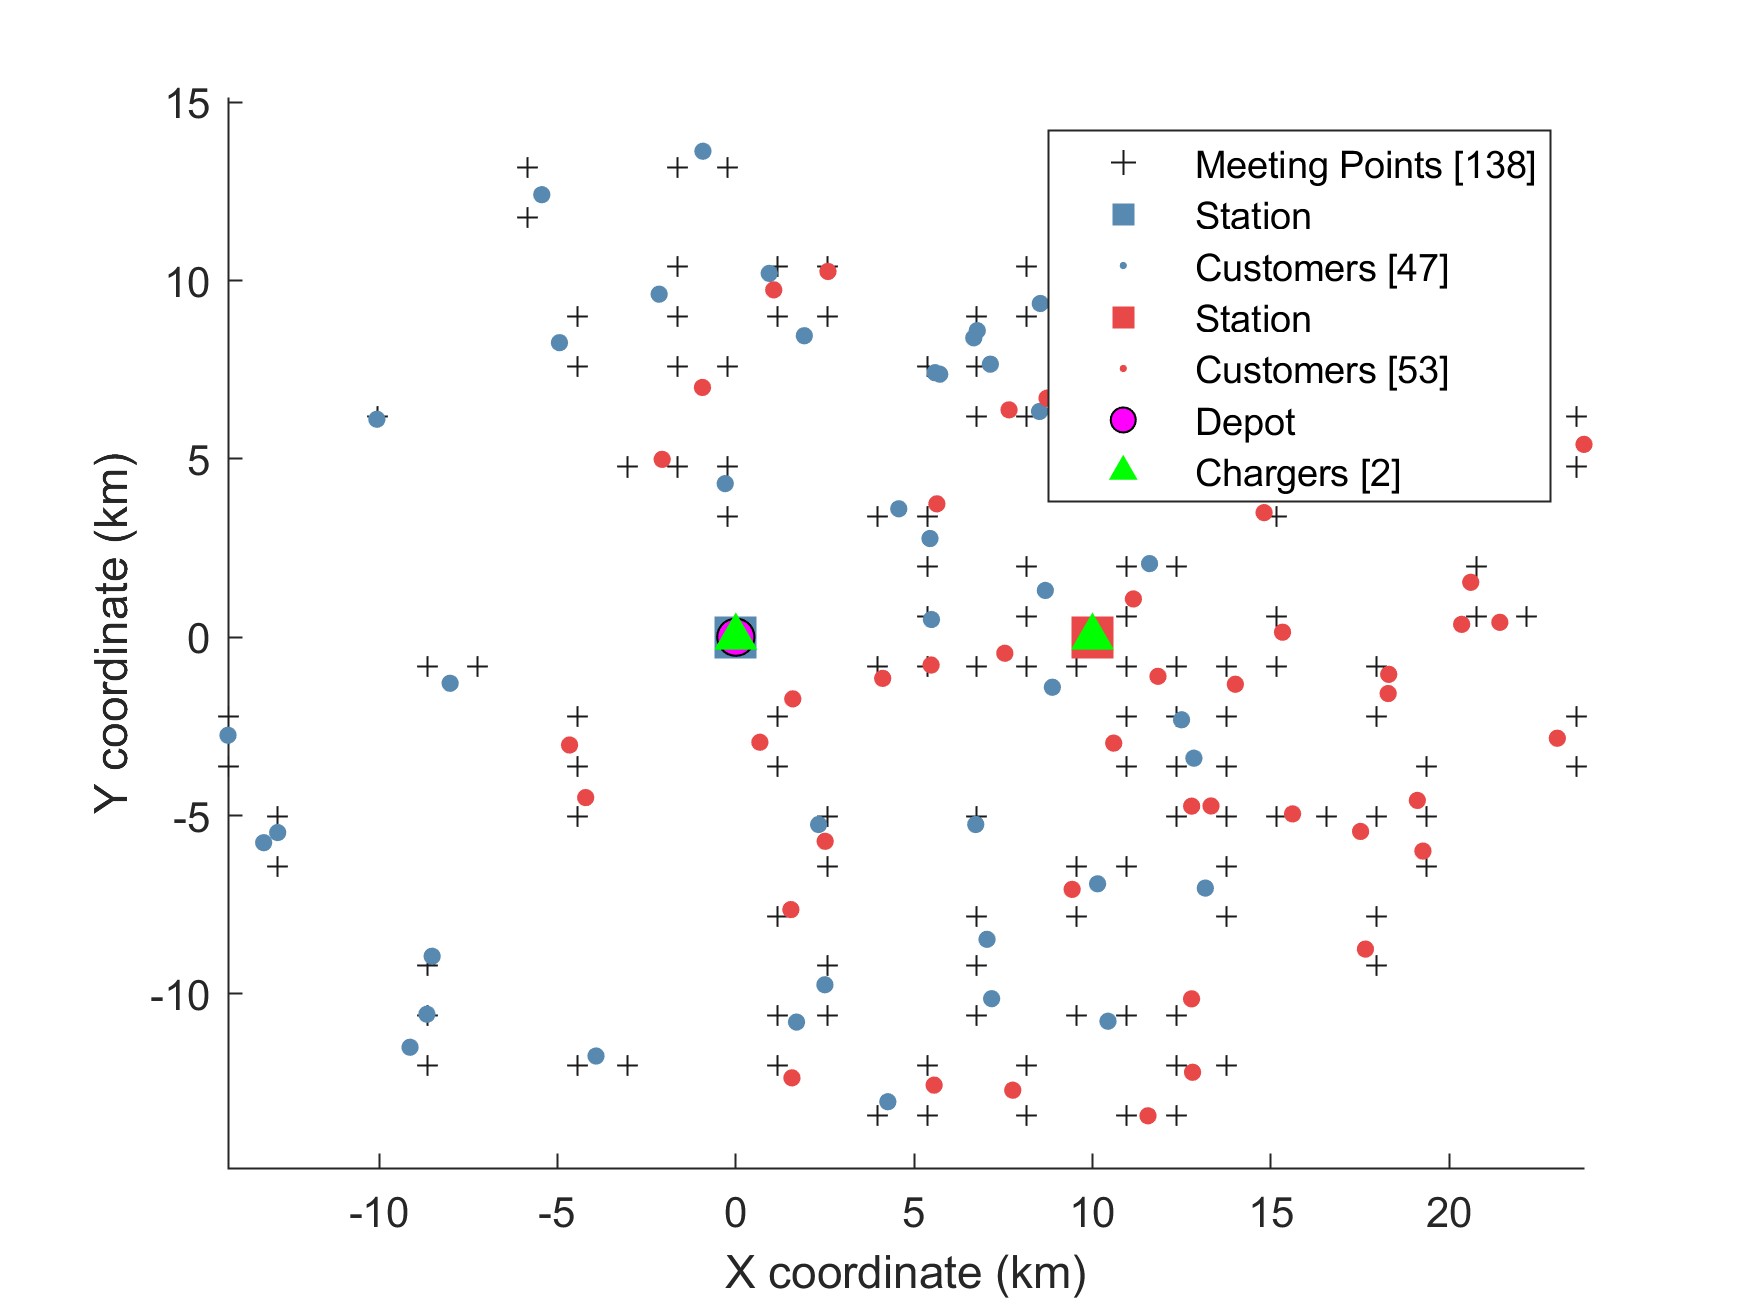 15
10
5
0
-5
-10
Y coordinate (km)
Meeting Points [138]
Station
Customers [47]
Station
Customers [53]
Depot
Chargers [2]
-10 -5 0 5 10 15 20
X coordinate (km)